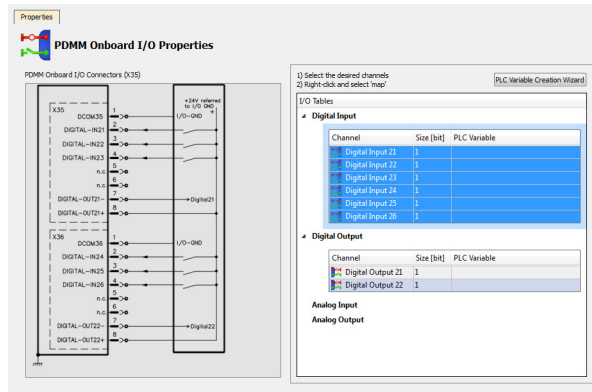 Properties
PDMM Onboard I/O Properties
PDMM Onboard I/O Connectors (X35)
+24V referred
to I/O GND
+
X35
DCOM35 1 I/O-GND
DIGITAL-IN21 2
DIGITAL-IN22 3
DIGITAL-IN23 4
n.c. 5
n.c. 6
DIGITAL-OUT21- 7 Digital21
DIGITAL-OUT21+ 8
X36
DCOM36 1 I/O-GND
DIGITAL-IN24 2
DIGITAL-IN25 3
DIGITAL-IN26 4
n.c. 5
n.c. 6
DIGITAL-OUT22- 7 Digital22
DIGITAL-OUT22+ 8
1) Select the desired channels
2) Right-click and select 'map'
PLC Variable Creation Wizard
I/O Tables
Digital Input
Channel Size [bit] PLC Variable
Digital Input 21 1
Digital Input 22 1
Digital Input 23 1
Digital Input 24 1
Digital Input 25 1
Digital Input 26 1
Digital Output
Channel Size [bit] PLC Variable
Digital Output 21 1
Digital Output 22 1
Analog Input
Analog Output